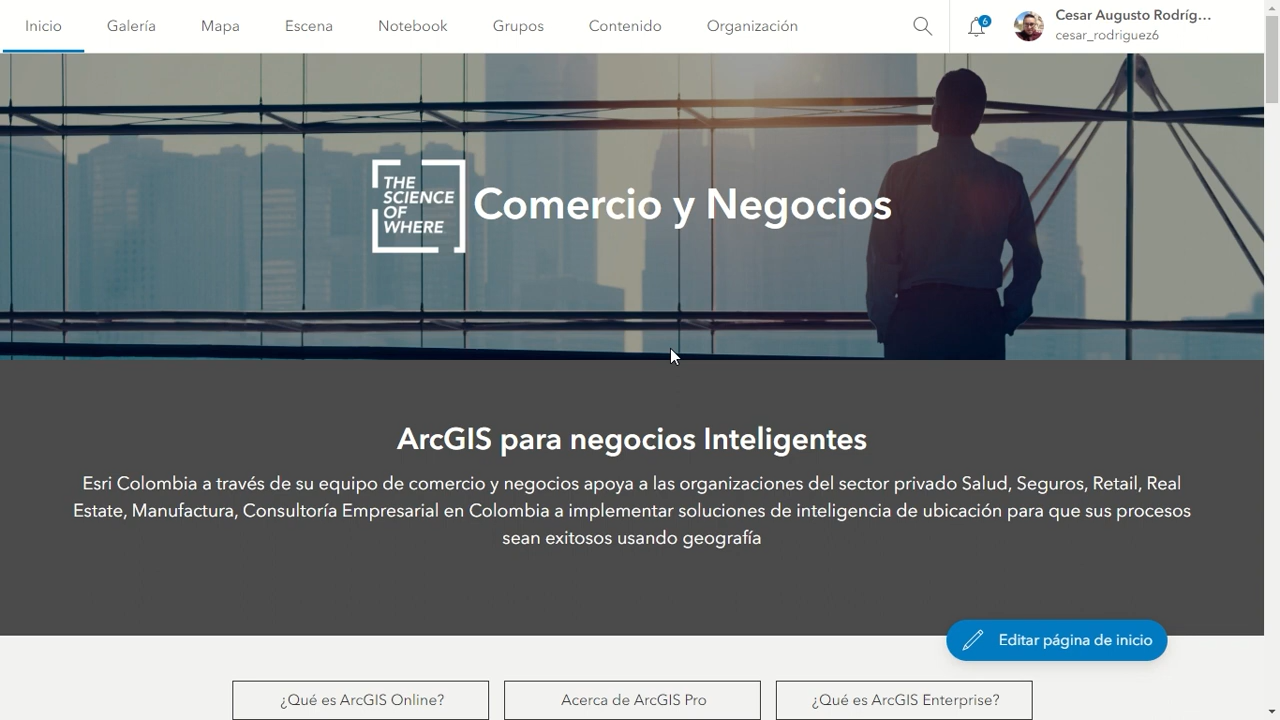 Inicio
Galería
Mapa
Escena
Notebook
Grupos
Contenido
Organización
6
Cesar Augusto Rodríg...
cesar_rodriguez6
THE
SCIENCE
OF
WHERE
Comercio y Negocios
ArcGIS para negocios Inteligentes
Esri Colombia a través de su equipo de comercio y negocios apoya a las organizaciones del sector privado Salud, Seguros, Retail, Real
Estate, Manufactura, Consultoría Empresarial en Colombia a implementar soluciones de inteligencia de ubicación para que sus procesos
sean exitosos usando geografía
Editar página de inicio
¿Qué es ArcGIS Online?
Acerca de ArcGIS Pro
¿Qué es ArcGIS Enterprise?